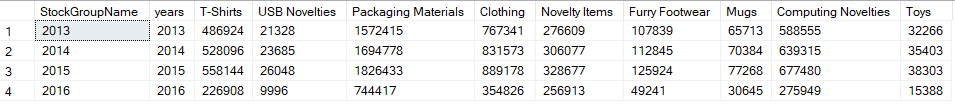 StockGroupName years T-Shirts USB Novelties Packaging Materials Clothing Novelty Items Furry Footwear Mugs Computing Novelties Toys
1 2013 2013 486924 21328 1572415 767341 276609 107839 65713 588555 32266
2 2014 2014 528096 23685 1694778 831573 306077 112845 70384 639315 35403
3 2015 2015 558144 26048 1826433 889178 328677 125924 77268 677480 38303
4 2016 2016 226908 9996 744417 354826 256913 49241 30645 275949 15388